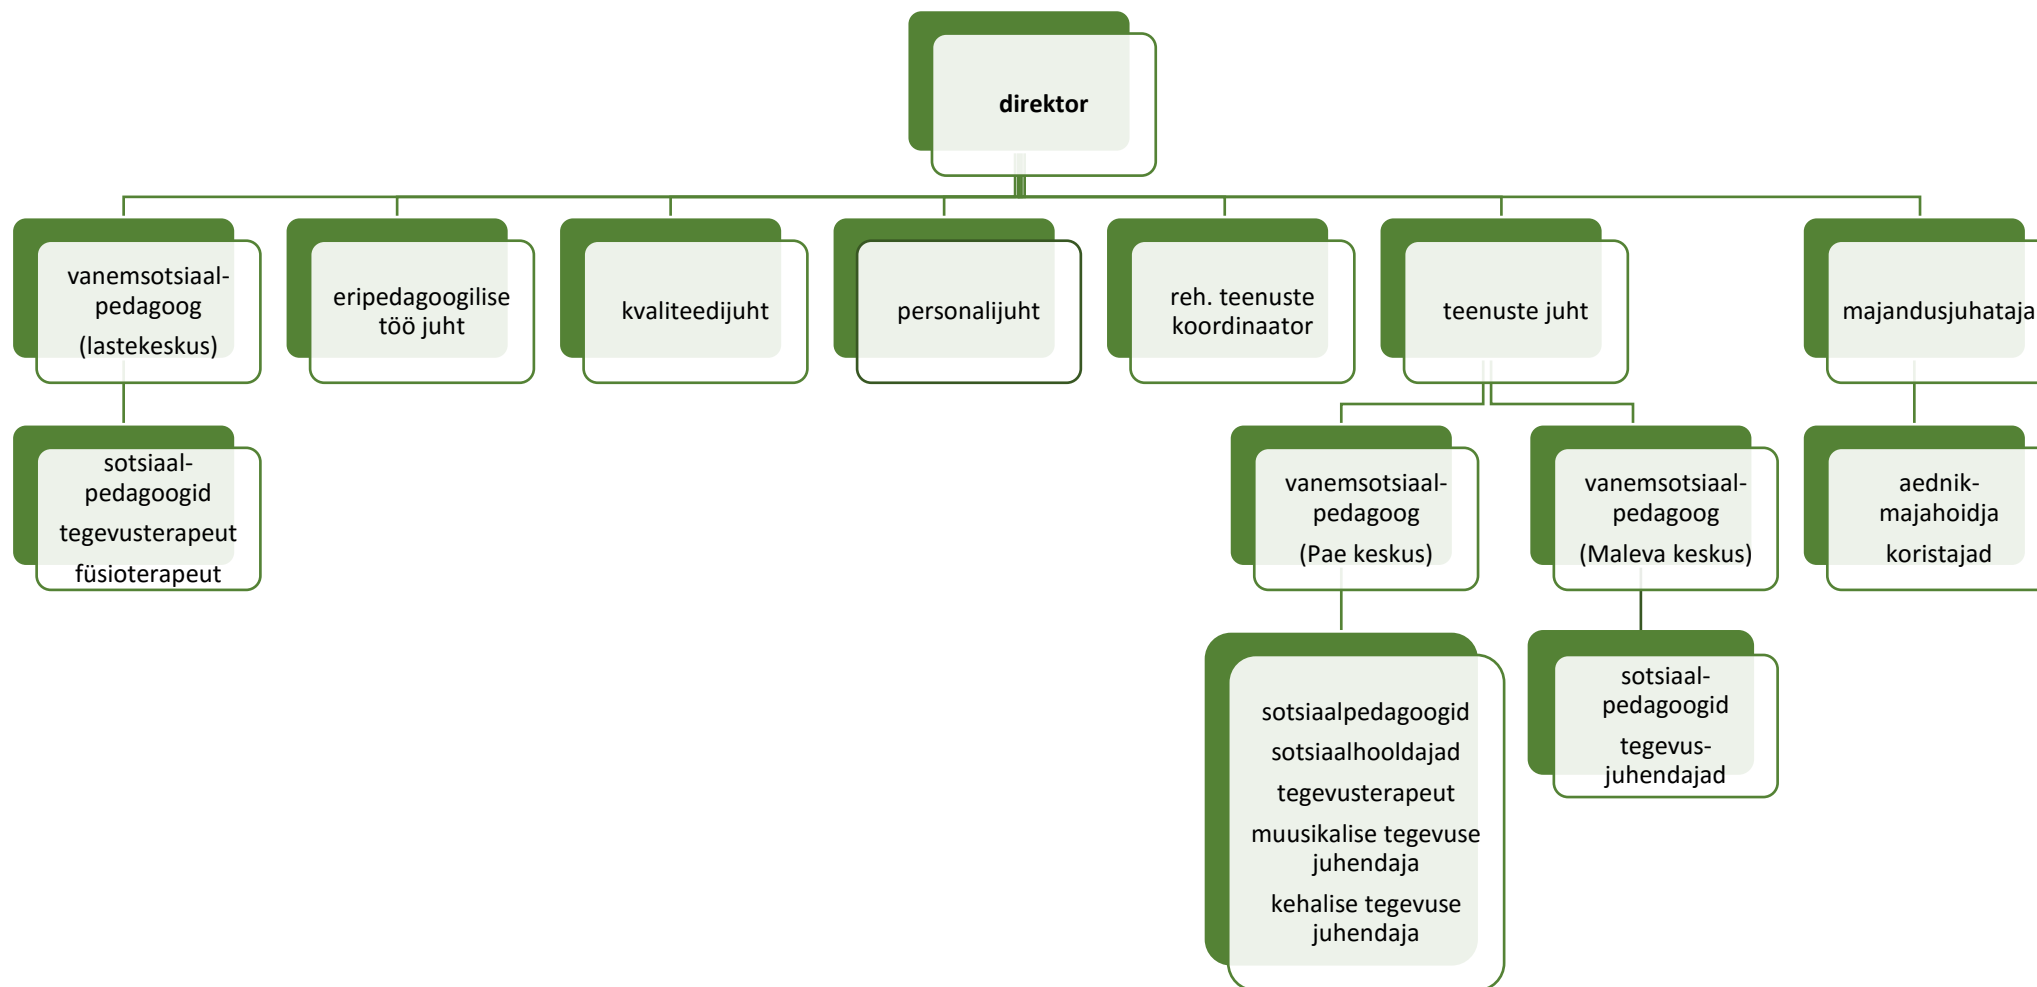 direktor
vanemsotsiaal-
pedagoog
(lastekeskus)
eripedagoogilise
töö juht
kvaliteedijuht
personalijuht
reh. teenuste
koordinaator
teenuste juht
majandusjuhataja
sotsiaal-
pedagoogid
tegevusterapeut
füsioterapeut
vanemsotsiaal-
pedagoog
(Pae keskus)
vanemsotsiaal-
pedagoog
(Maleva keskus)
aednik-
majahoidja
koristajad
sotsiaalpedagoogid
sotsiaalhooldajad
tegevusterapeut
muusikalise tegevuse
juhendaja
kehalise tegevuse
juhendaja
sotsiaal-
pedagoogid
tegevus-
juhendajad